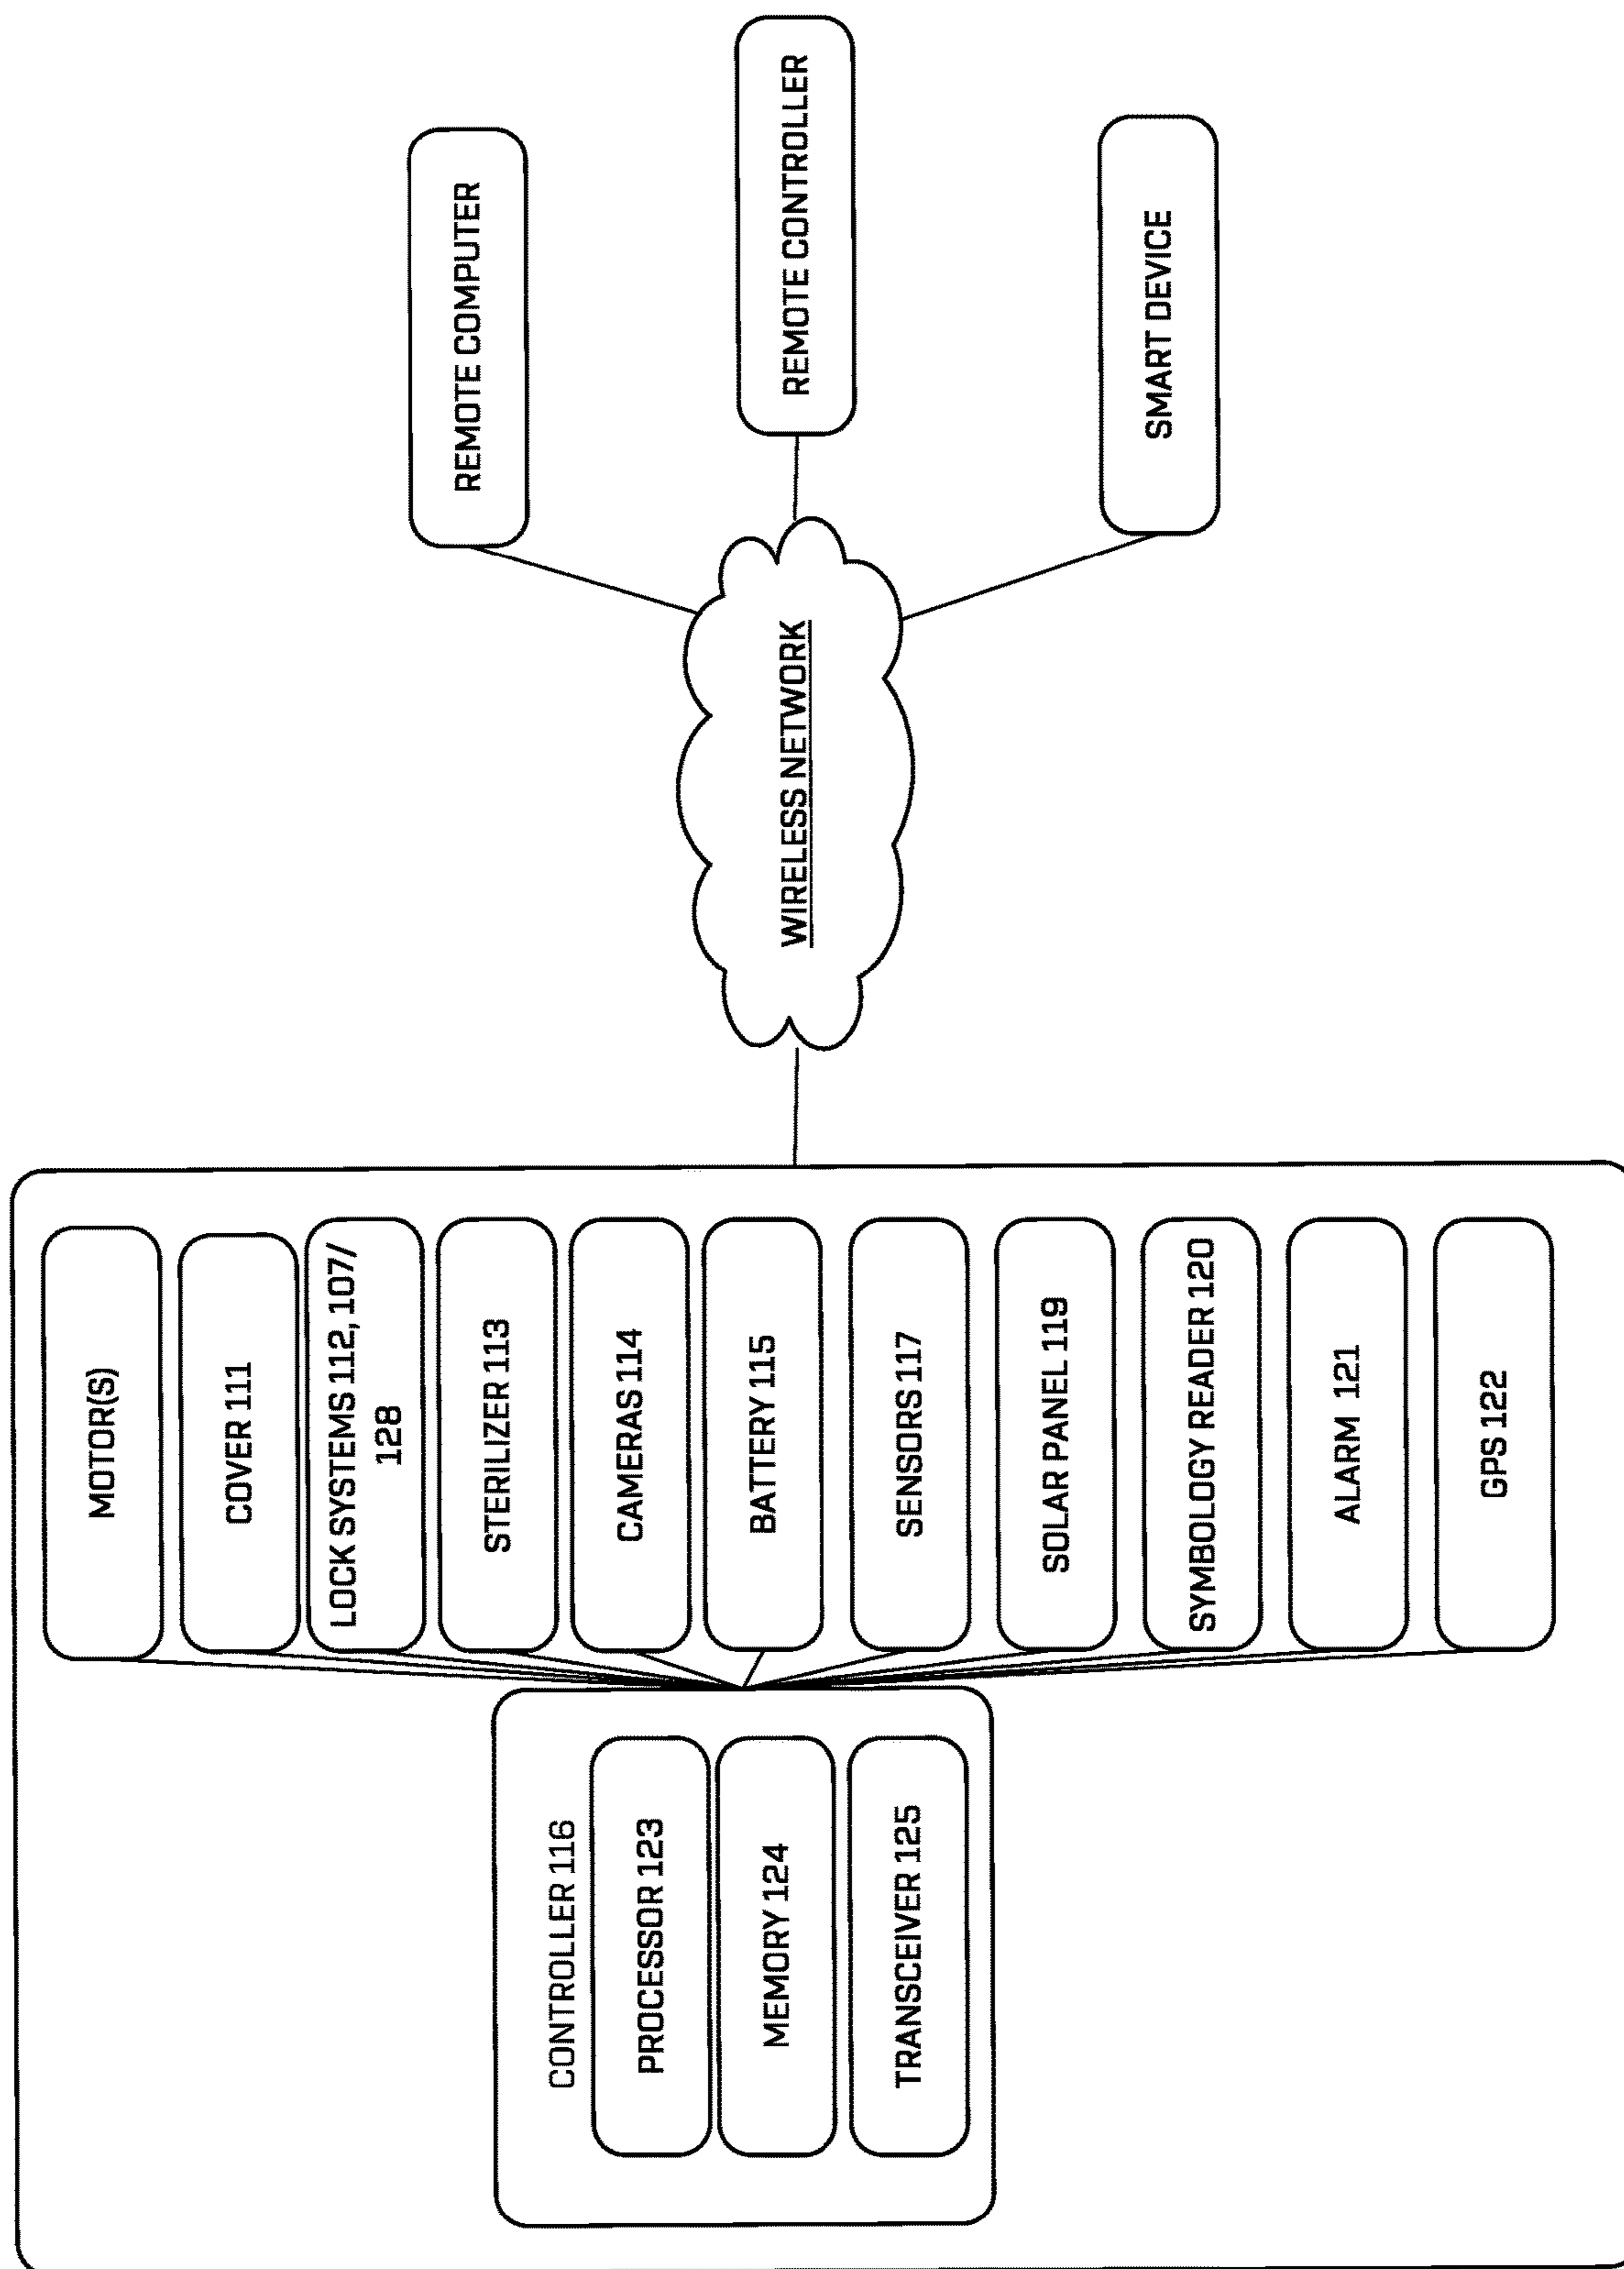 CONTROLLER 116
PROCESSOR 123
MEMORY 124
TRANSCEIVER 125
MOTOR(S)
COVER 111
LOCK SYSTEMS 112, 107/
128
STERILIZER 113
CAMERAS 114
BATTERY 115
SENSORS 117
SOLAR PANEL 119
SYMBOLOGY READER 120
ALARM 121
GPS 122
WIRELESS NETWORK
REMOTE COMPUTER
REMOTE CONTROLLER
SMART DEVICE